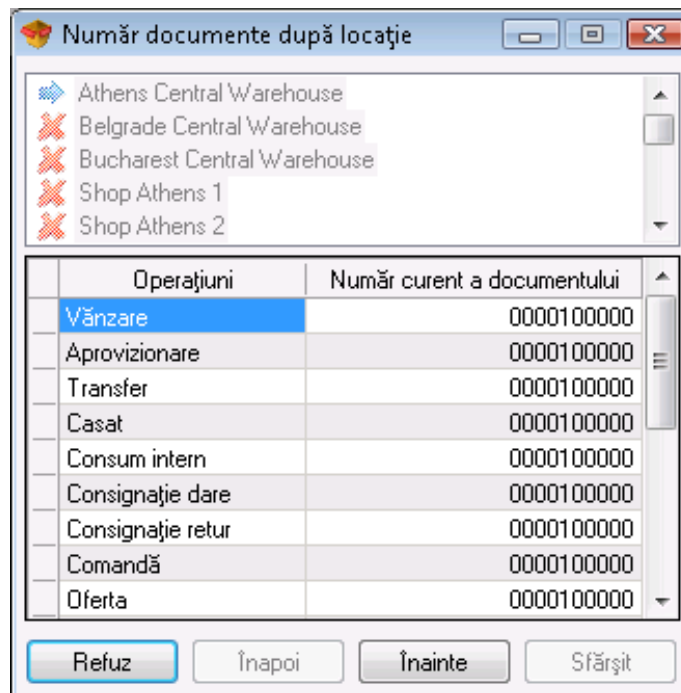 Număr documente după locație
Athens Central Warehouse
Belgrade Central Warehouse
Bucharest Central Warehouse
Shop Athens 1
Shop Athens 2
Operațiuni Număr curent a documentului
Vănzare 0000100000
Aprovizionare 0000100000
Transfer 0000100000
Casat 0000100000
Consum intern 0000100000
Consignație dare 0000100000
Consignație retur 0000100000
Comandă 0000100000
Oferta 0000100000
Refuz Înapoi Înainte Sfărșit